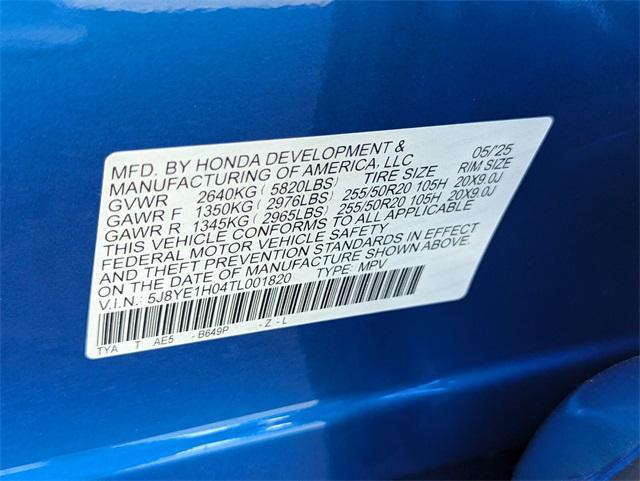 MFD. BY HONDA DEVELOPMENT & 05/'25
MANUFACTURING OF AMERICA, LLC
GVWR 2640KG(5820LBS) TIRE SIZE RIM SIZE
GAWR F 1350KG(2976LBS) 255/50R20 105H 20X9.0J
GAWR R 1345KG(2965LBS) 255/50R20 105H 20X9.0J
THIS VEHICLE CONFORMS TO ALL APPLICABLE
FEDERAL MOTOR VEHICLE SAFETY
AND THEFT PREVENTION STANDARDS IN EFFECT
ON THE DATE OF MANUFACTURE SHOWN ABOVE.
V.I.N.: 5J8YE1H04TL001820 TYPE: MPV
TYA T AE5 -B649P -Z-L